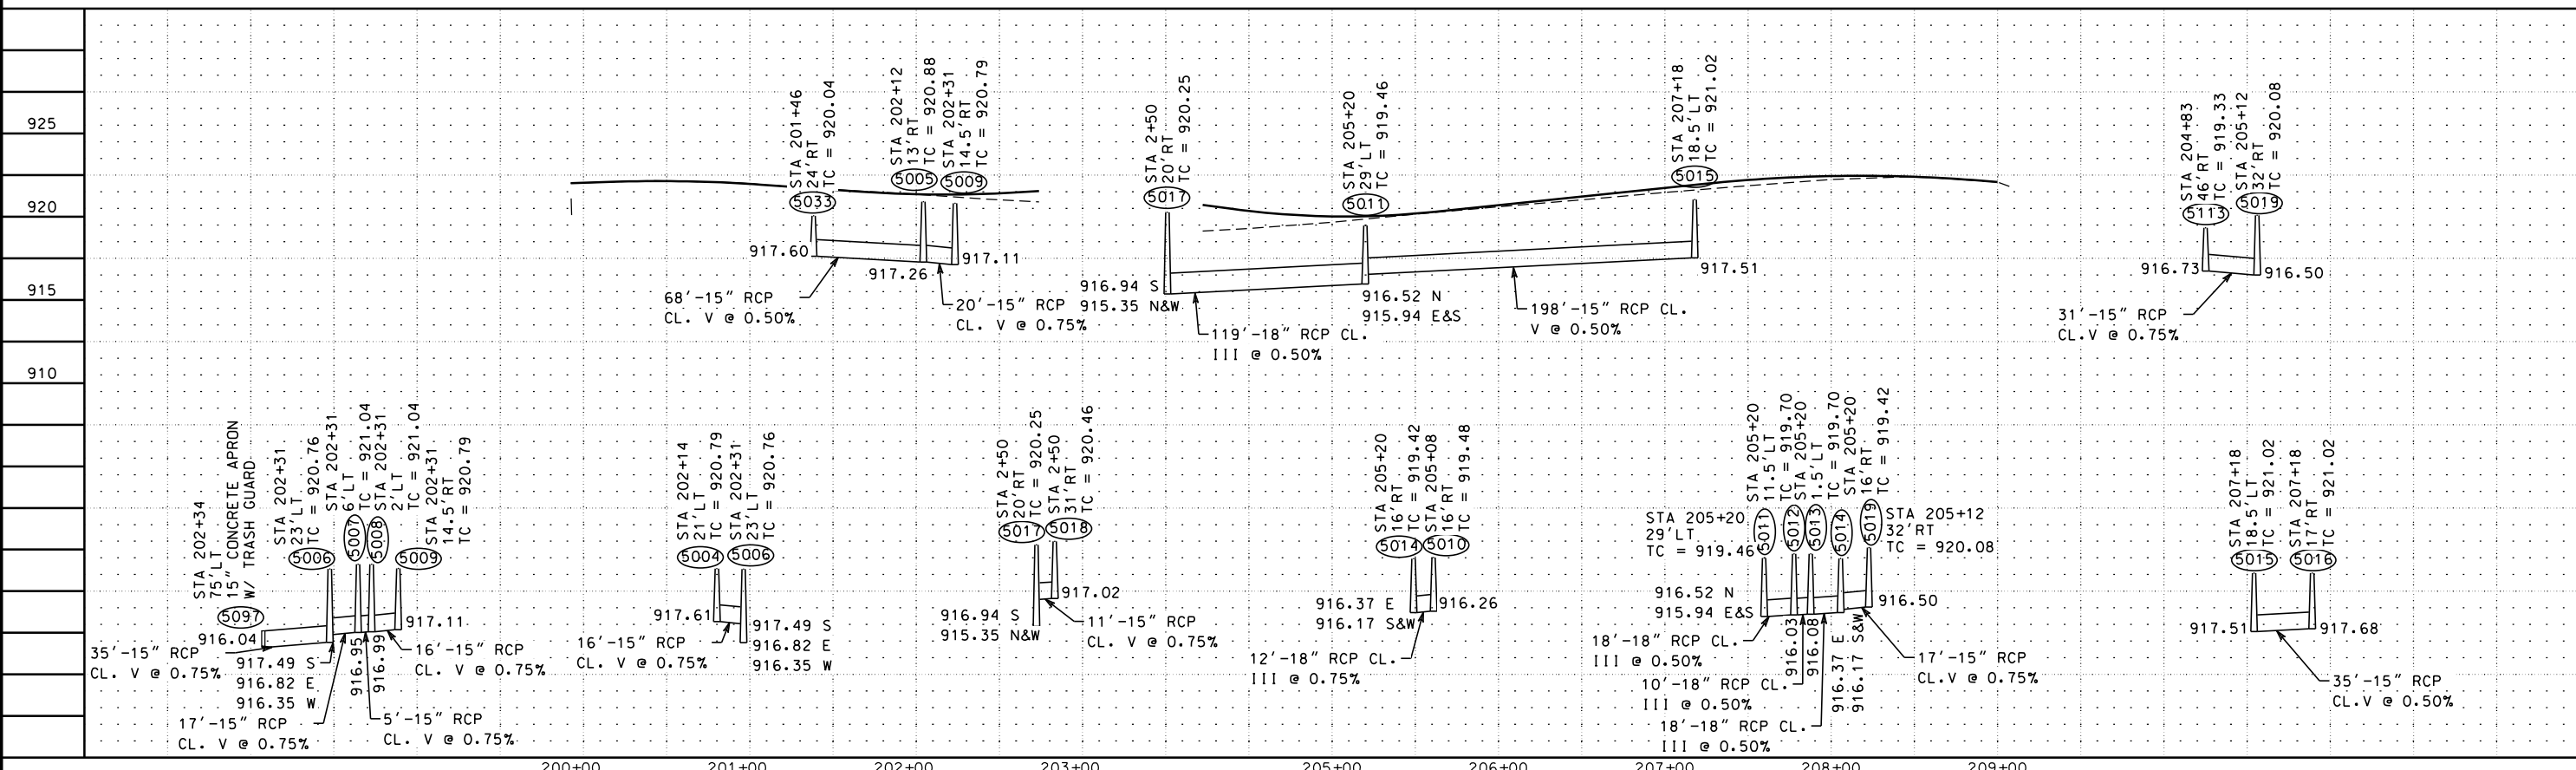 925
920
915
910
STA 201+46
24'RT
TC = 920.04
5033
STA 202+12
13'RT
TC = 920.88
5005
STA 202+31
14.5'RT
TC = 920.79
5009
917.60
917.26
917.11
68'-15" RCP
CL. V @ 0.50%
20'-15" RCP
CL. V @ 0.75%
STA 2+50
20'RT
TC = 920.25
5017
STA 205+20
29'LT
TC = 919.46
5011
STA 207+18
18.5'LT
TC = 921.02
5015
916.94 S
915.35 N&W
916.52 N
915.94 E&S
917.51
119'-18" RCP CL.
III @ 0.50%
198'-15" RCP CL.
V @ 0.50%
STA 204+83
46'RT
TC = 919.33
5113
STA 205+12
32'RT
TC = 920.08
5019
916.73
916.50
31'-15" RCP
CL.V @ 0.75%
STA 202+34
75'LT
15" CONCRETE APRON
W/ TRASH GUARD
5097
STA 202+31
23'LT
TC = 920.76
5006
STA 202+31
6'LT
TC = 921.04
5007
STA 202+31
2'LT
TC = 921.04
5008
STA 202+31
14.5'RT
TC = 920.79
5009
916.04
917.11
35'-15" RCP
CL. V @ 0.75%
917.49 S
916.82 E
916.35 W
916.95
916.99
16'-15" RCP
CL. V @ 0.75%
17'-15" RCP
CL. V @ 0.75%
5'-15" RCP
CL. V @ 0.75%
STA 202+14
21'LT
TC = 920.79
5004
STA 202+31
23'LT
TC = 920.76
5006
917.61
917.49 S
916.82 E
916.35 W
16'-15" RCP
CL. V @ 0.75%
STA 2+50
20'RT
TC = 920.25
5017
STA 2+50
31'RT
TC = 920.46
5018
917.02
916.94 S
915.35 N&W
11'-15" RCP
CL. V @ 0.75%
STA 205+20
16'RT
TC = 919.42
5014
STA 205+08
16'RT
TC = 919.48
5010
916.37 E
916.17 S&W
916.26
12'-18" RCP CL.
III @ 0.75%
STA 205+20
29'LT
TC = 919.46
5011
STA 205+20
11.5'LT
TC = 919.70
5012
STA 205+20
1.5'LT
TC = 919.70
5013
STA 205+20
16'RT
TC = 919.42
5014
5019
STA 205+12
32'RT
TC = 920.08
916.52 N
915.94 E&S
916.50
18'-18" RCP CL.
III @ 0.50%
916.03
916.08
916.37 E
916.17 S&W
10'-18" RCP CL.
III @ 0.50%
18'-18" RCP CL.
III @ 0.50%
17'-15" RCP
CL.V @ 0.75%
STA 207+18
18.5'LT
TC = 921.02
5015
STA 207+18
17'RT
TC = 921.02
5016
917.51
917.68
35'-15" RCP
CL.V @ 0.50%
200+00
201+00
202+00
203+00
205+00
206+00
207+00
208+00
209+00